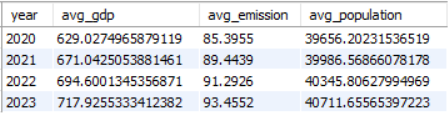 year avg_gdp avg_emission avg_population
2020 629.0274965879119 85.3955 39656.20231536519
2021 671.0425053881461 89.4439 39986.56866078178
2022 694.6001345356871 91.2926 40345.80627994969
2023 717.9255333412382 93.4552 40711.65565397223